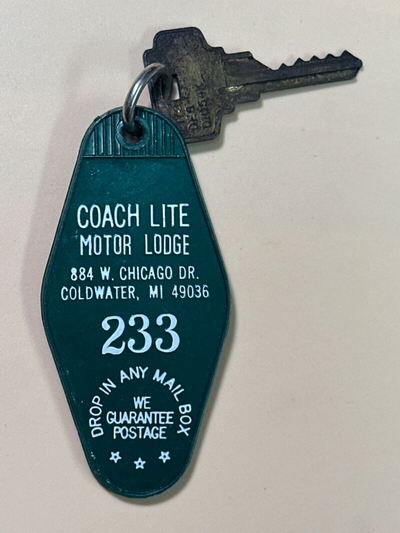 COACH LITE
MOTOR LODGE
884 W. CHICAGO DR.
COLDWATER, MI 49036
233
DROP IN ANY MAIL BOX
WE
GUARANTEE
POSTAGE